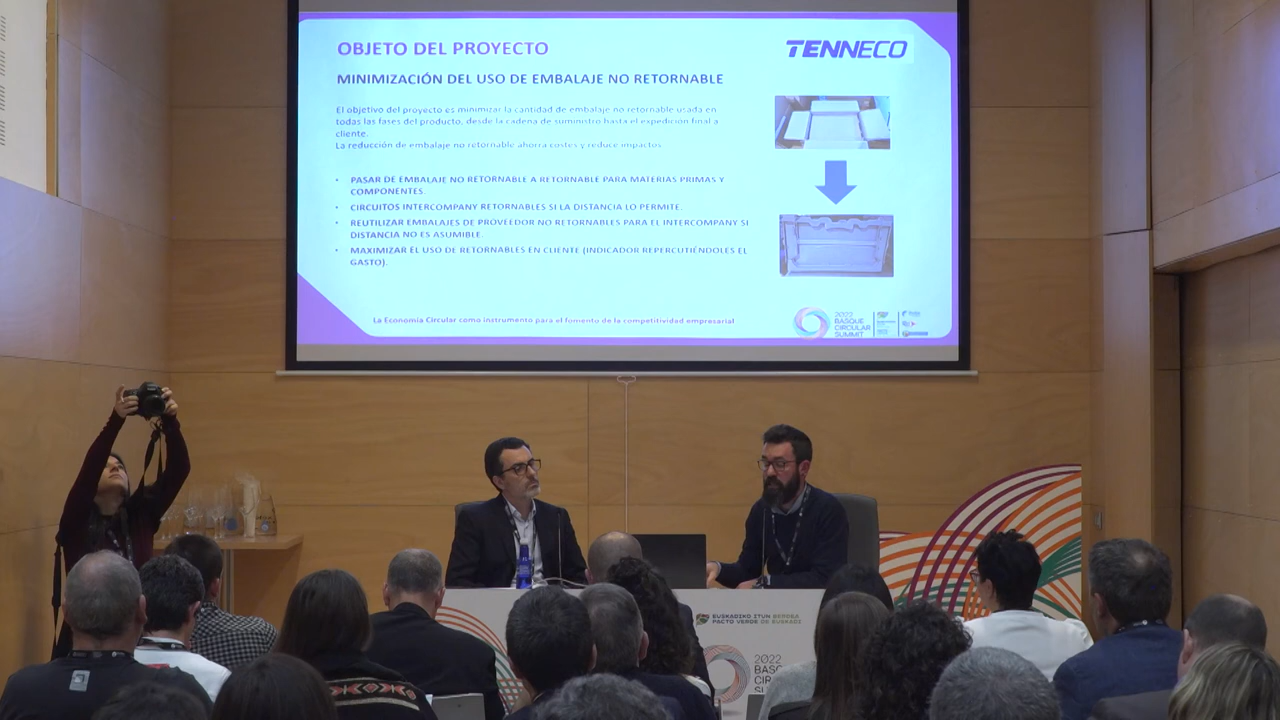 OBJETO DEL PROYECTO
TENNECO
MINIMIZACIÓN DEL USO DE EMBALAJE NO RETORNABLE
El objetivo del proyecto es minimizar la cantidad de embalaje no retornable usada en
todas las fases del producto, desde la cadena de suministro hasta el expedición final a
cliente.
La reducción de embalaje no retornable ahorra costes y reduce impactos
• PASAR DE EMBALAJE NO RETORNABLE A RETORNABLE PARA MATERIAS PRIMAS Y
COMPONENTES.
• CIRCUITOS INTERCOMPANY RETORNABLES SI LA DISTANCIA LO PERMITE.
• REUTILIZAR EMBALAJES DE PROVEEDOR NO RETORNABLES PARA EL INTERCOMPANY SI
DISTANCIA NO ES ASUMIBLE.
• MAXIMIZAR EL USO DE RETORNABLES EN CLIENTE (INDICADOR REPERCUTIÉNDOLES EL
GASTO).
La Economía Circular como instrumento para el fomento de la competitividad empresarial
2022
BASQUE
CIRCULAR
SUMMIT
EUSKADIKO ITUN BERDEA
PACTO VERDE DE EUSKADI
2022